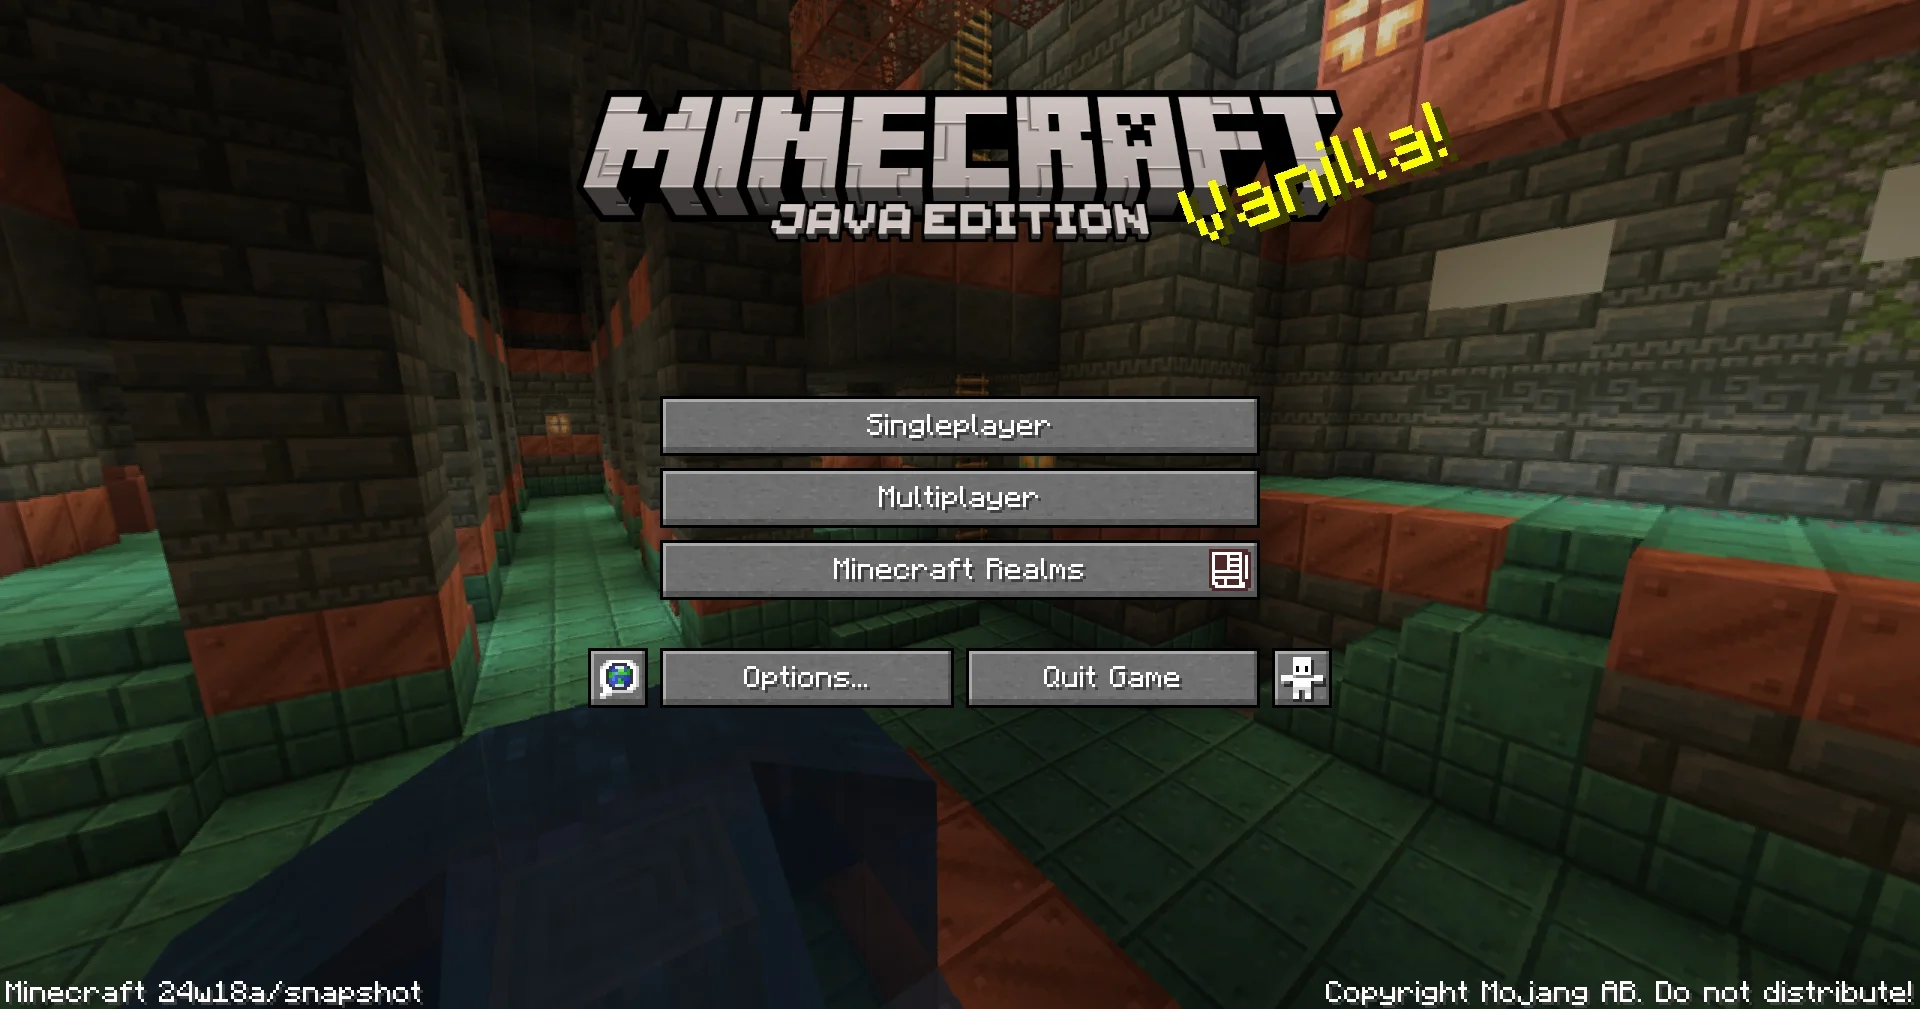 MINECRAFT
JAVA EDITION
Vanilla!
Singleplayer
Multiplayer
Minecraft Realms
Options...
Quit Game
Minecraft 24w18a/snapshot
Copyright Mojang AB. Do not distribute!